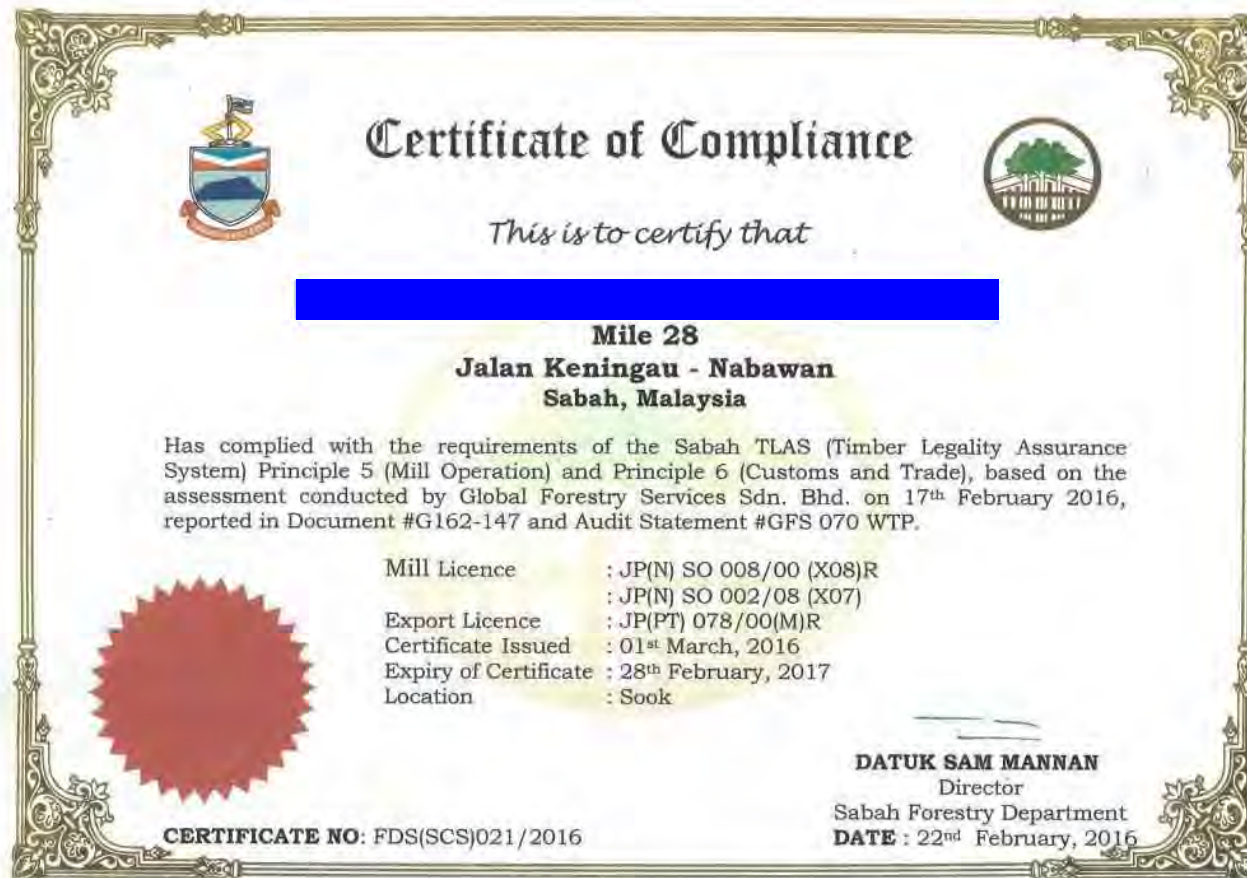 Certificate of Compliance
This is to certify that
Mile 28
Jalan Keningau - Nabawan
Sabah, Malaysia
Has complied with the requirements of the Sabah TLAS (Timber Legality Assurance
System) Principle 5 (Mill Operation) and Principle 6 (Customs and Trade), based on the
assessment conducted by Global Forestry Services Sdn. Bhd. on 17th February 2016,
reported in Document #G162-147 and Audit Statement #GFS 070 WTP.
Mill Licence : JP(N) SO 008/00 (X08)R
: JP(N) SO 002/08 (X07)
Export Licence : JP(PT) 078/00(M)R
Certificate Issued : 01st March, 2016
Expiry of Certificate : 28th February, 2017
Location : Sook
DATUK SAM MANNAN
Director
Sabah Forestry Department
DATE : 22nd February, 2016
CERTIFICATE NO: FDS(SCS)021/2016